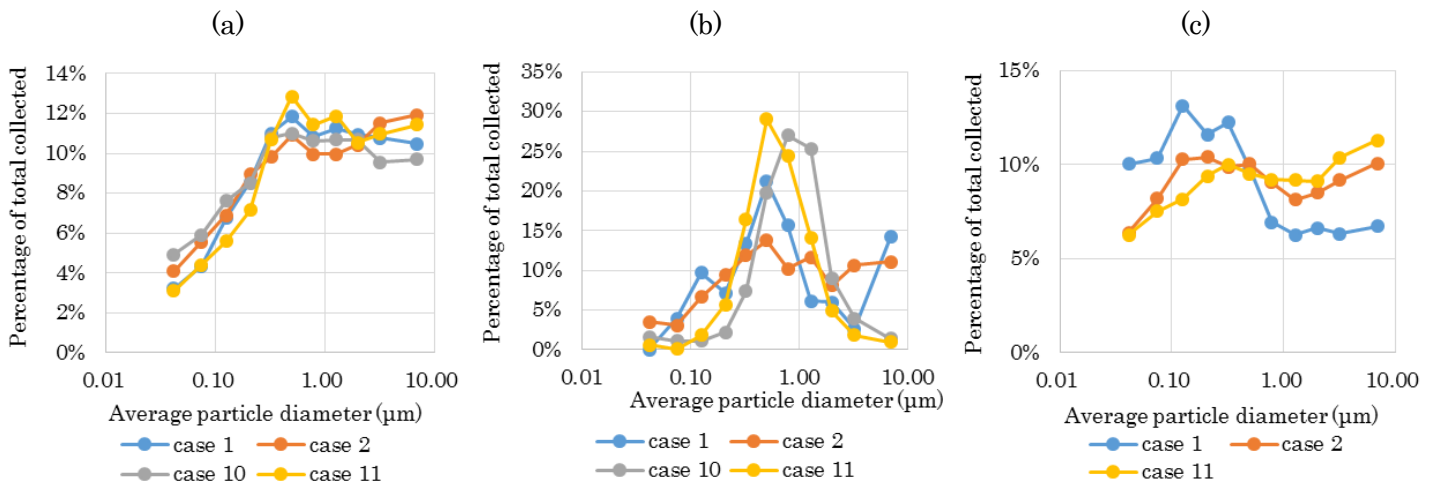 (a)
Percentage of total collected
14%
12%
10%
8%
6%
4%
2%
0%
0.01 0.10 1.00 10.00
Average particle diameter (µm)
case 1 case 2
case 10 case 11
(b)
Percentage of total collected
35%
30%
25%
20%
15%
10%
5%
0%
0.01 0.10 1.00 10.00
Average particle diameter (µm)
case 1 case 2
case 10 case 11
(c)
Percentage of total collected
15%
10%
5%
0%
0.01 0.10 1.00 10.00
Average particle diameter (µm)
case 1 case 2
case 11